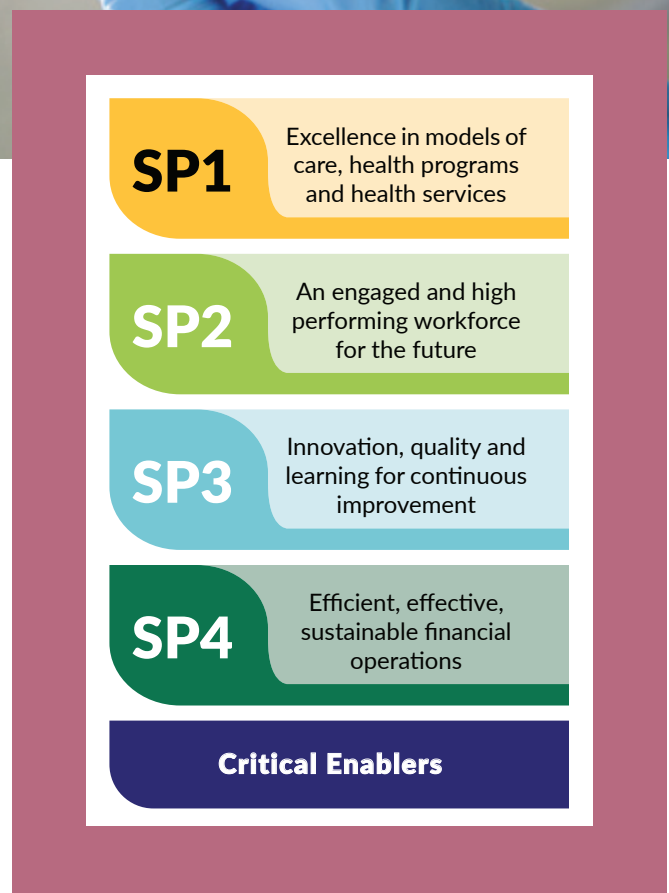 SP1
Excellence in models of
care, health programs
and health services
SP2
An engaged and high
performing workforce
for the future
SP3
Innovation, quality and
learning for continuous
improvement
SP4
Efficient, effective,
sustainable financial
operations
Critical Enablers